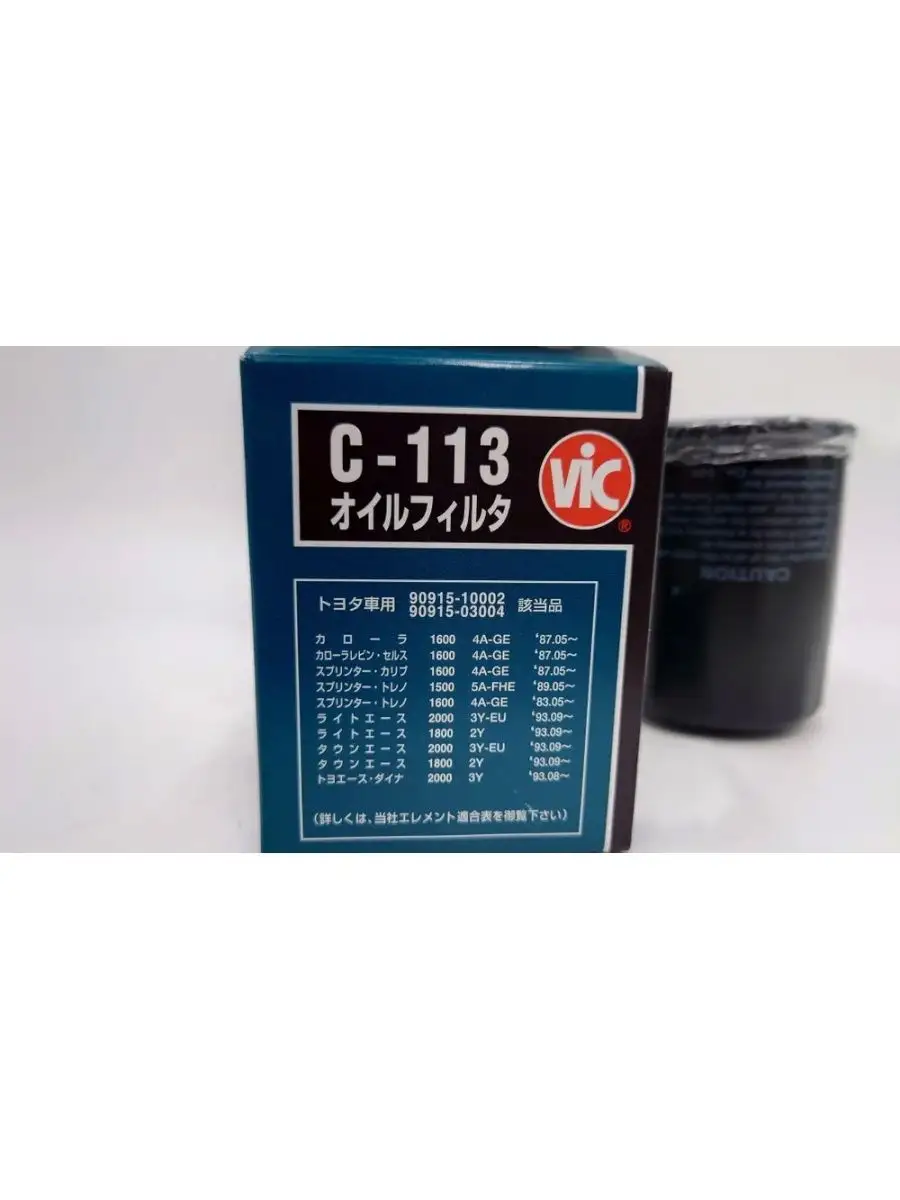 C-113
オイルフィルタ
ViC
®
トヨタ車用 90915-10002 該当品
90915-03004
カローラ 1600 4A-GE '87.05~
カローラレビン・セルス 1600 4A-GE '87.05~
スプリンター・カリブ 1600 4A-GE '87.05~
スプリンター・トレノ 1500 5A-FHE '89.05~
スプリンター・トレノ 1600 4A-GE '83.05~
ライトエース 2000 3Y-EU '93.09~
ライトエース 1800 2Y '93.09~
タウンエース 2000 3Y-EU '93.09~
タウンエース 1800 2Y '93.09~
トヨエース・ダイナ 2000 3Y '93.08~
(詳しくは、当社エレメント適合表を御覧下さい)
CAUTION